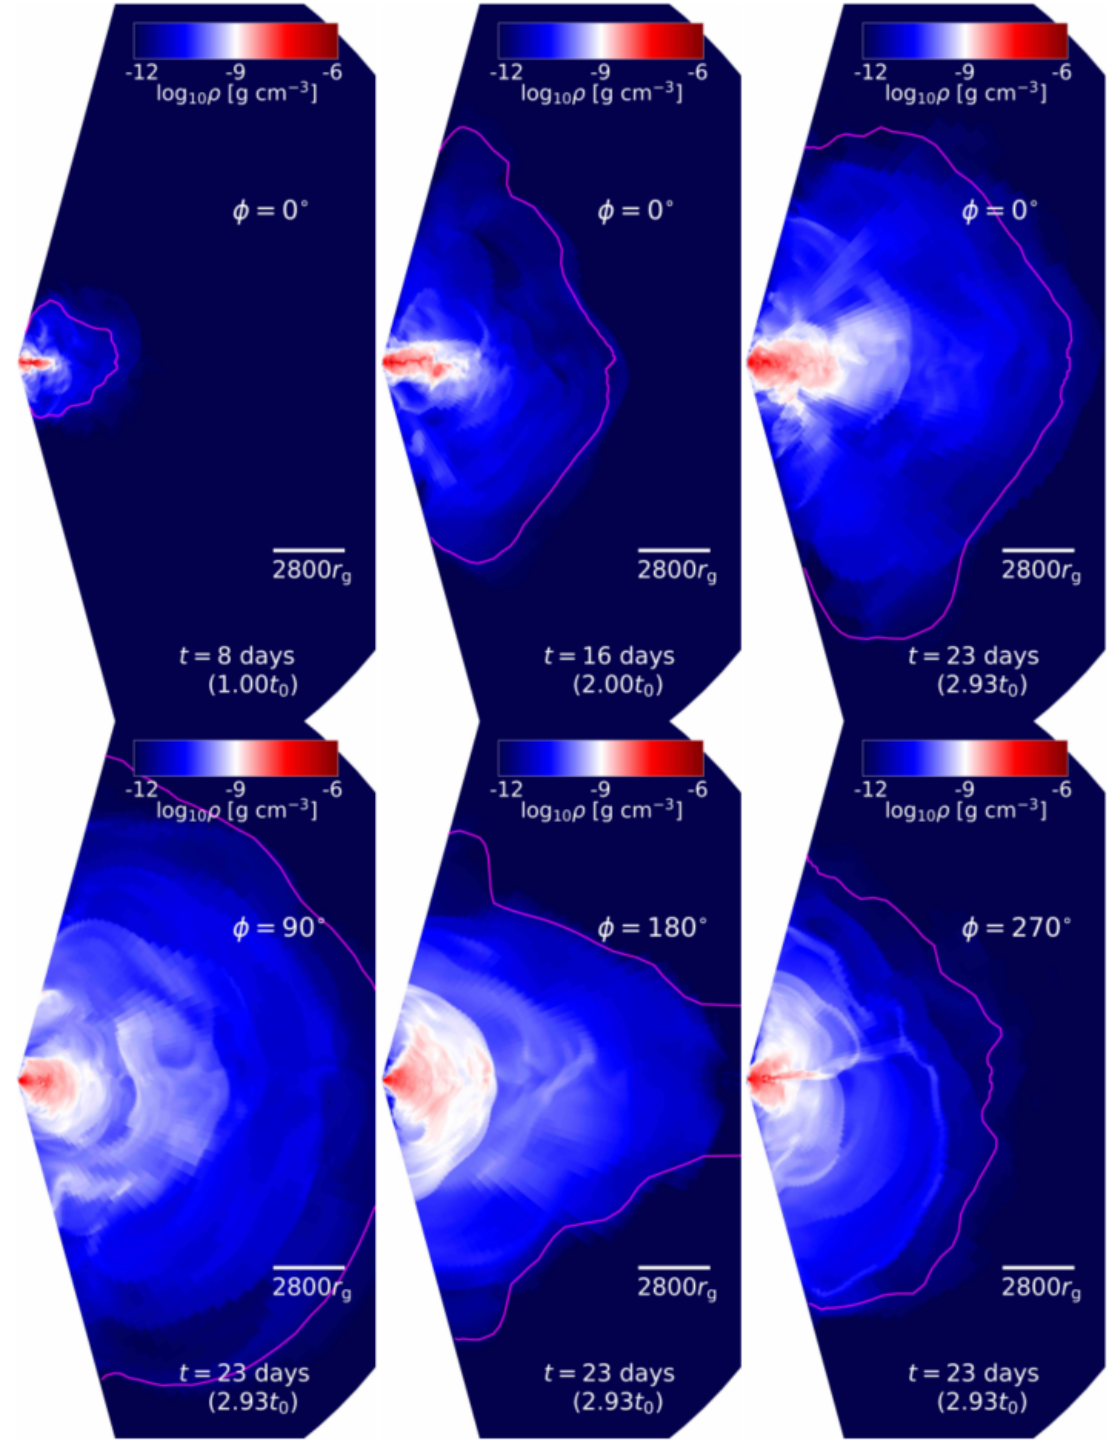 -12 -9 -6
log₁₀ρ [g cm⁻³]
ϕ = 0°
2800r_g
t = 8 days
(1.00t₀)
-12 -9 -6
log₁₀ρ [g cm⁻³]
ϕ = 0°
2800r_g
t = 16 days
(2.00t₀)
-12 -9 -6
log₁₀ρ [g cm⁻³]
ϕ = 0°
2800r_g
t = 23 days
(2.93t₀)
-12 -9 -6
log₁₀ρ [g cm⁻³]
ϕ = 90°
2800r_g
t = 23 days
(2.93t₀)
-12 -9 -6
log₁₀ρ [g cm⁻³]
ϕ = 180°
2800r_g
t = 23 days
(2.93t₀)
-12 -9 -6
log₁₀ρ [g cm⁻³]
ϕ = 270°
2800r_g
t = 23 days
(2.93t₀)